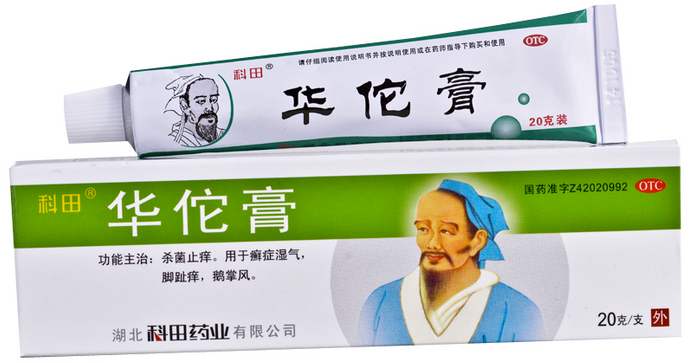 请仔细阅读使用说明书并按说明使用或在药师指导下购买和使用
OTC
科田®
华佗膏
20克装
科田®
华佗膏
国药准字Z42020992
OTC
功能主治：杀菌止痒。用于癣症湿气，
脚趾痒，鹅掌风。
湖北科田药业有限公司
20克/支
外